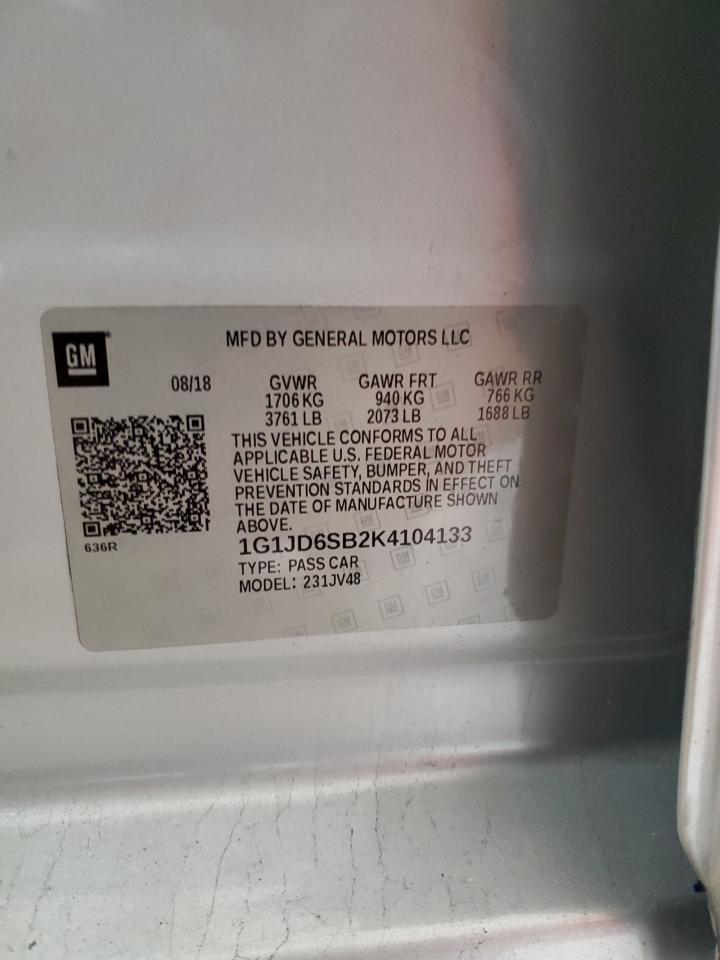 GM
MFD BY GENERAL MOTORS LLC
08/18 GVWR GAWR FRT GAWR RR
1706 KG 940 KG 766 KG
3761 LB 2073 LB 1688 LB
THIS VEHICLE CONFORMS TO ALL
APPLICABLE U.S. FEDERAL MOTOR
VEHICLE SAFETY, BUMPER, AND THEFT
PREVENTION STANDARDS IN EFFECT ON
THE DATE OF MANUFACTURE SHOWN
ABOVE.
636R
1G1JD6SB2K4104133
TYPE: PASS CAR
MODEL: 231JV48